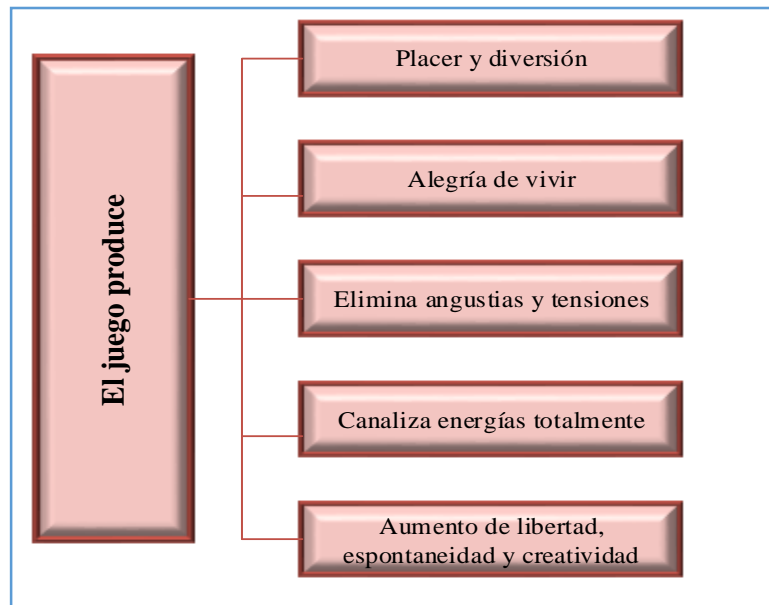 El juego produce
Placer y diversión
Alegría de vivir
Elimina angustias y tensiones
Canaliza energías totalmente
Aumento de libertad,
espontaneidad y creatividad